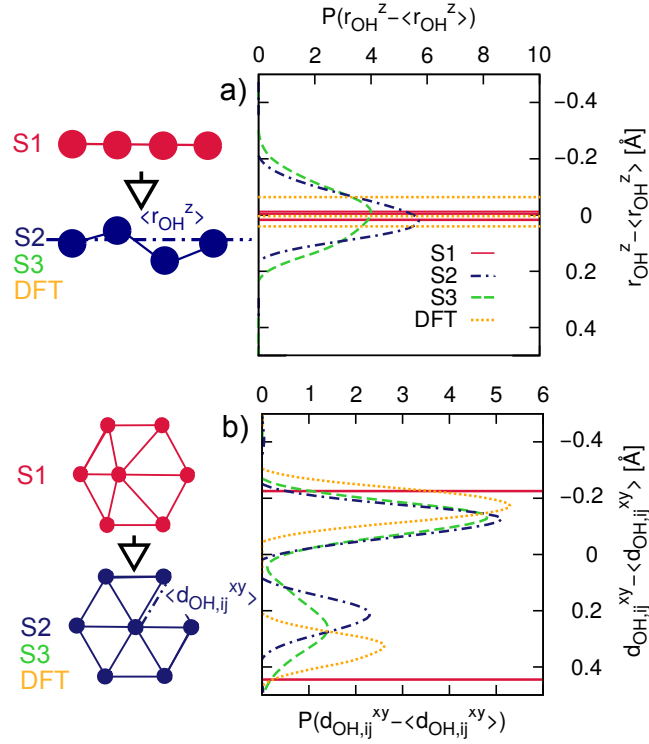 P(r_OH^z-<r_OH^z>)
0 2 4 6 8 10
a)
-0.4
-0.2
0
0.2
0.4
r_OH^z-<r_OH^z> [Å]
S1
<r_OH^z>
S2
S3
DFT
S1
S2
S3
DFT
0 1 2 3 4 5 6
b)
-0.4
-0.2
0
0.2
0.4
d_OH,ij^xy-<d_OH,ij^xy> [Å]
S1
<d_OH,ij^xy>
S2
S3
DFT
P(d_OH,ij^xy-<d_OH,ij^xy>)